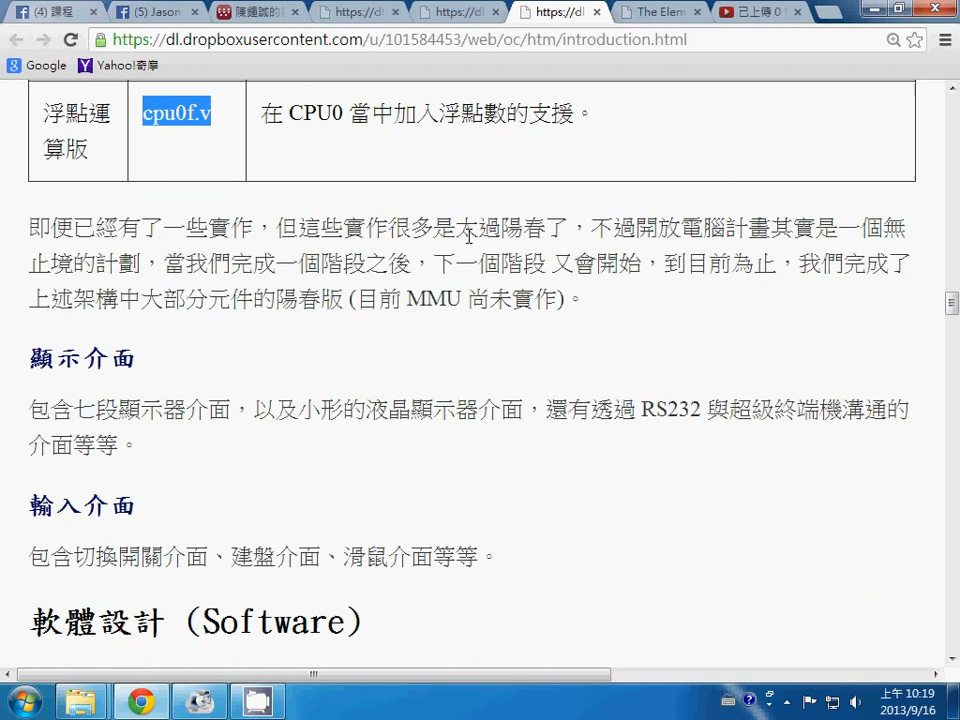 (4) 課程
(5) Jason
陳鍾誠的
https://dl
https://dl
https://dl
The Elem
已上傳 0
https://dl.dropboxusercontent.com/u/101584453/web/oc/htm/introduction.html
Google
Yahoo!奇摩
浮點運 cpu0f.v 在 CPU0 當中加入浮點數的支援。
算版
即便已經有了一些實作，但這些實作很多是太過陽春了，不過開放電腦計畫其實是一個無
止境的計劃，當我們完成一個階段之後，下一個階段 又會開始，到目前為止，我們完成了
上述架構中大部分元件的陽春版 (目前 MMU 尚未實作)。
顯示介面
包含七段顯示器介面，以及小形的液晶顯示器介面，還有透過 RS232 與超級終端機溝通的
介面等等。
輸入介面
包含切換開關介面、建盤介面、滑鼠介面等等。
軟體設計（Software）
上午 10:19
2013/9/16